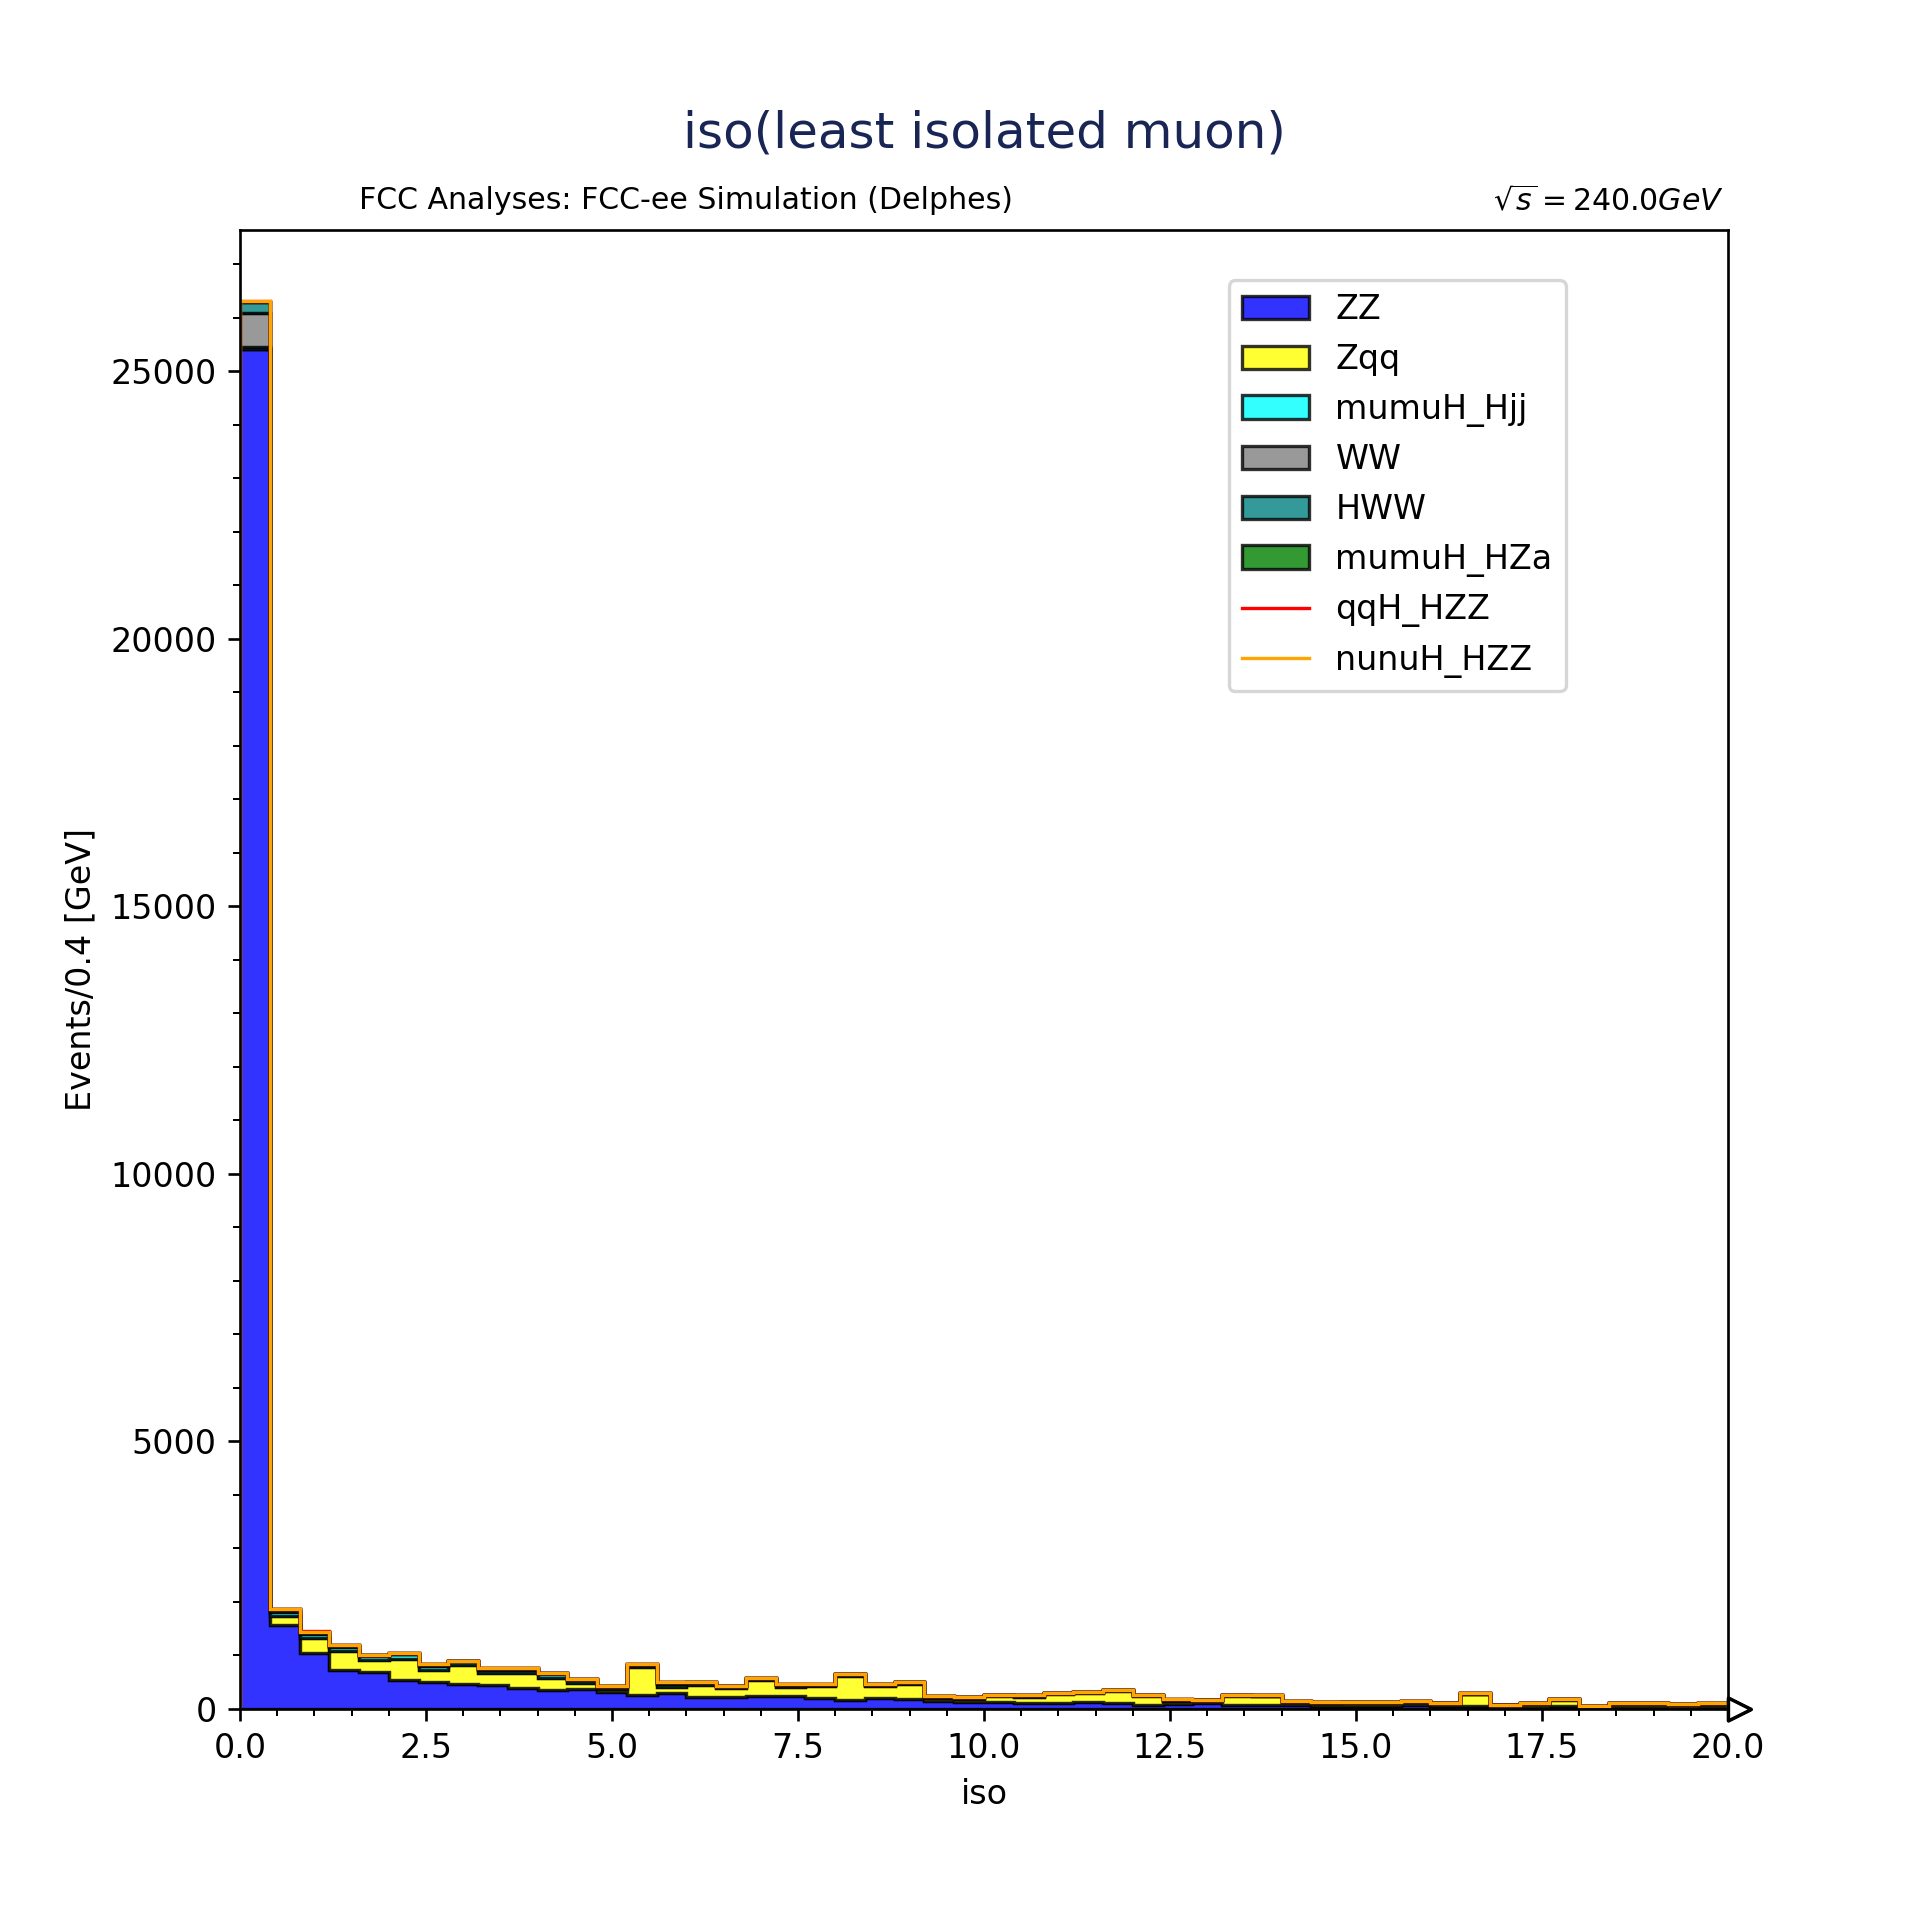 iso(least isolated muon)
FCC Analyses: FCC-ee Simulation (Delphes)
√s = 240.0GeV
ZZ
Zqq
mumuH_Hjj
WW
HWW
mumuH_HZa
qqH_HZZ
nunuH_HZZ
Events/0.4 [GeV]
25000
20000
15000
10000
5000
0
0.0 2.5 5.0 7.5 10.0 12.5 15.0 17.5 20.0
iso